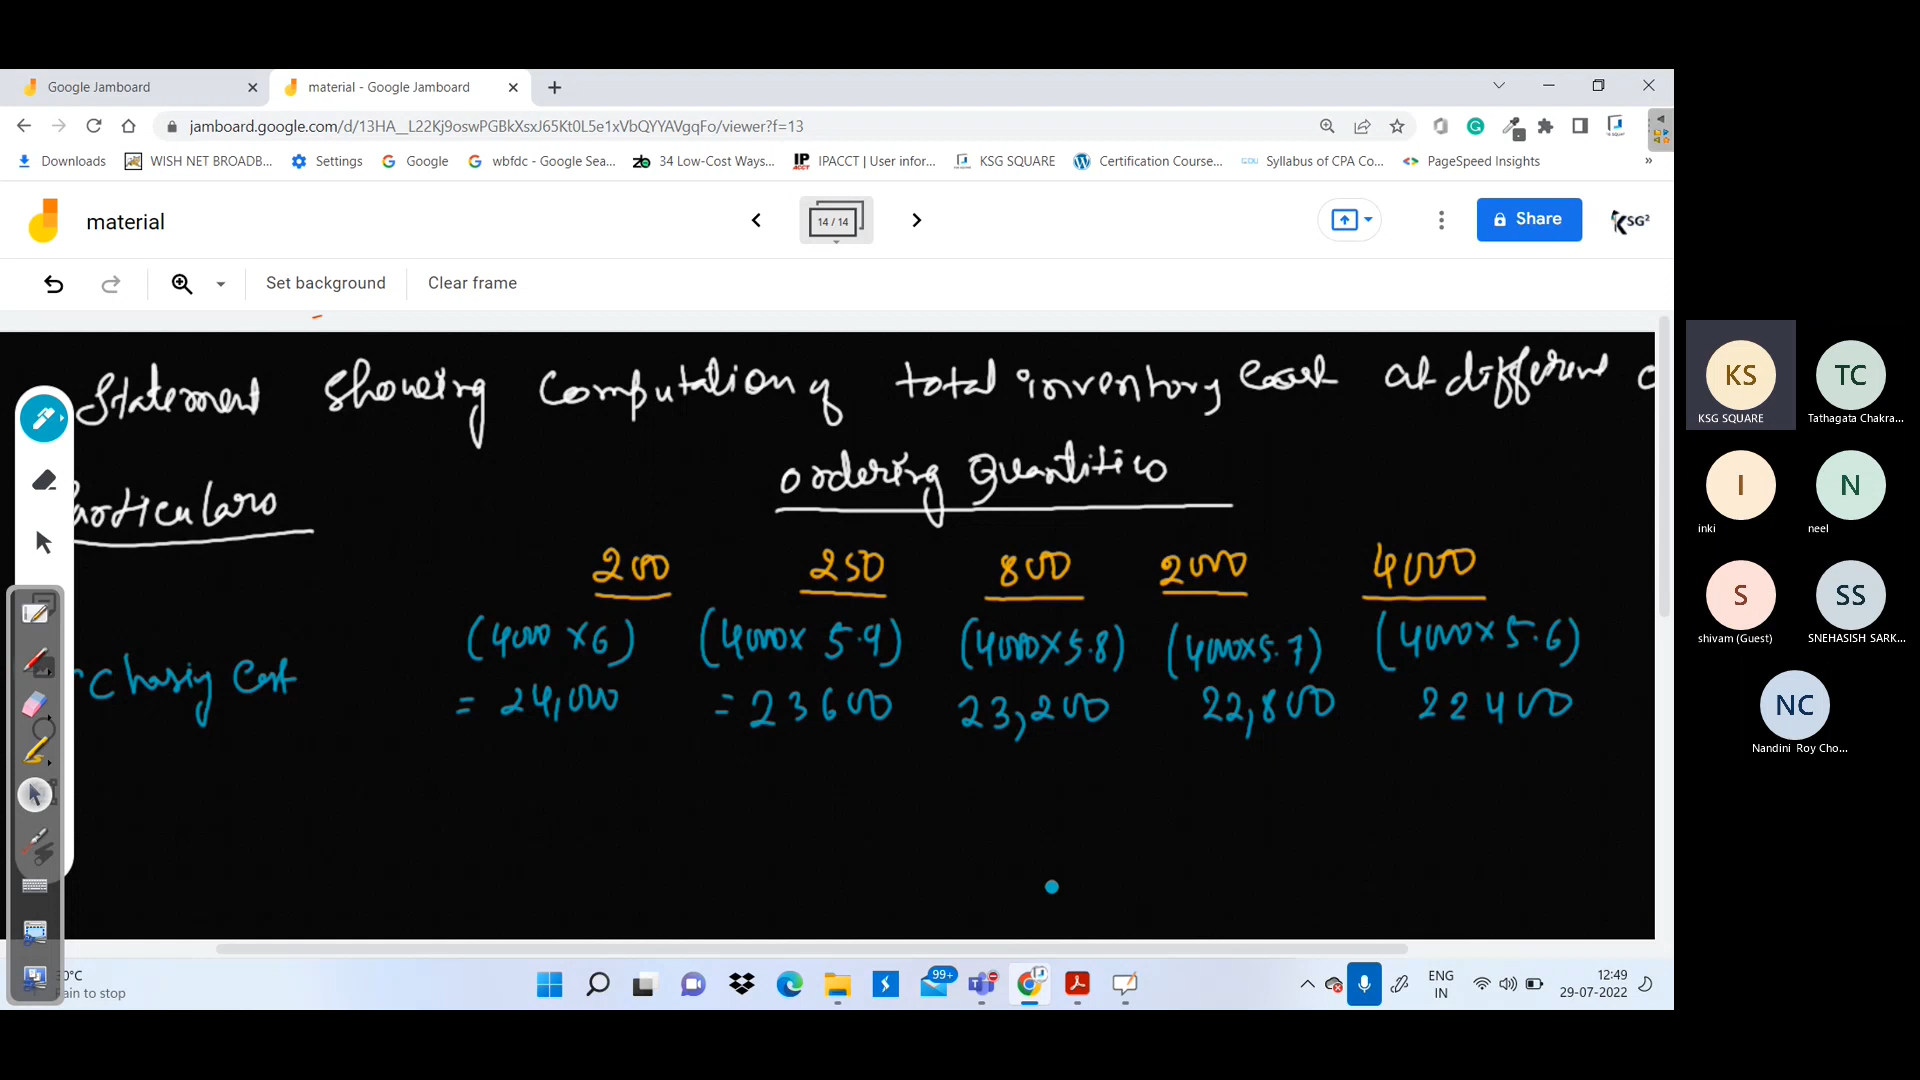 Google Jamboard
material - Google Jamboard
jamboard.google.com/d/13HA__L22Kj9oswPGBkXsxJ65Kt0L5e1xVbQYYAVgqFo/viewer?f=13
Downloads WISH NET BROADB... Settings Google wbfdc - Google Sea... 34 Low-Cost Ways... IPACCT | User infor... KSG SQUARE Certification Course... Syllabus of CPA Co... PageSpeed Insights »
material
14 / 14
Share
KSG²
Set background Clear frame
Statement Showing Computation of total inventory Cost at different o
ordering Quantities
articulars
200 250 800 2000 4000
(4000 x 6) (4000 x 5.9) (4000 x 5.8) (4000 x 5.7) (4000 x 5.6)
chasing Cost
= 24,000 = 23600 23,200 22,800 22400
KS
KSG SQUARE
TC
Tathagata Chakra...
I
inki
N
neel
S
shivam (Guest)
SS
SNEHASISH SARK...
NC
Nandini Roy Cho...
0°C
ain to stop
99+
ENG
IN
12:49
29-07-2022